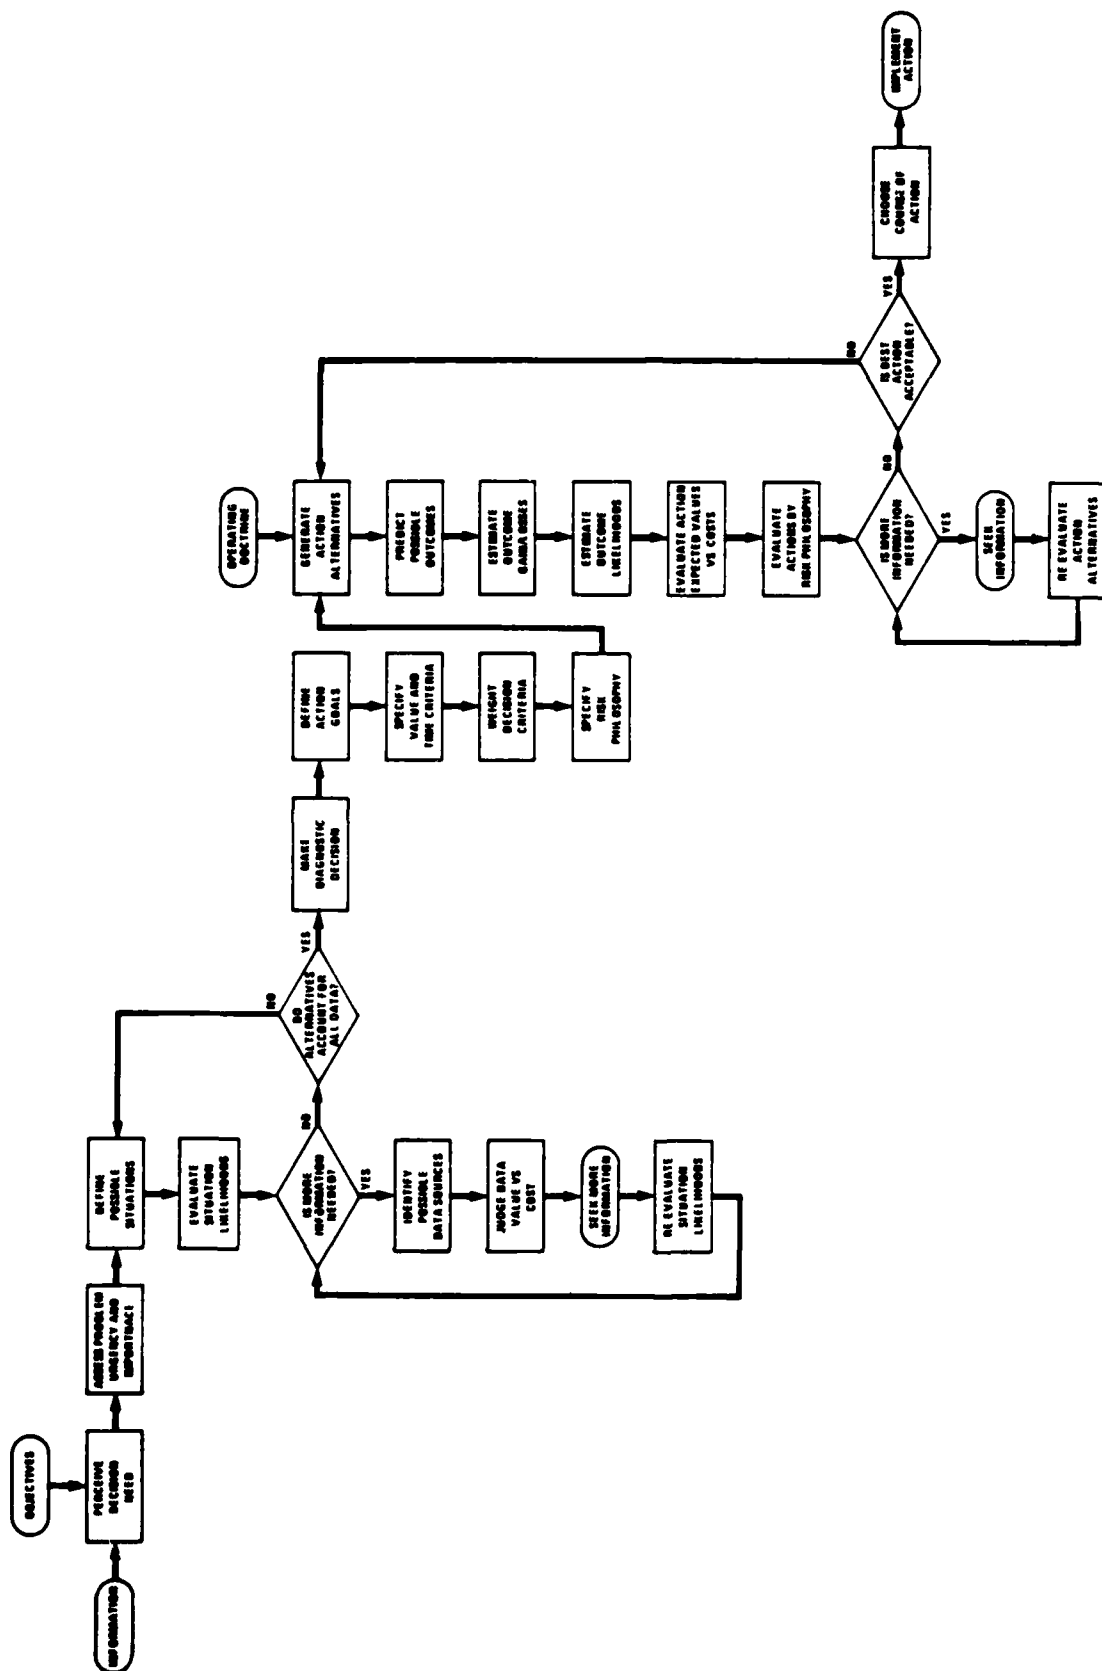 OBJECTIVES
INFORMATION
PERCEIVE
DECISION
NEED
ASSESS PROBLEM
URGENCY AND
IMPORTANCE
DEFINE
POSSIBLE
SITUATIONS
EVALUATE
SITUATION
LIKELIHOODS
IS MORE
INFORMATION
NEEDED?
NO
YES
IDENTIFY
POSSIBLE
DATA SOURCES
JUDGE DATA
VALUE VS
COST
SEEK MORE
INFORMATION
RE EVALUATE
SITUATION
LIKELIHOODS
DO
ALTERNATIVES
ACCOUNT FOR
ALL DATA?
NO
YES
MAKE
DIAGNOSTIC
DECISION
DEFINE
ACTION
GOALS
SPECIFY
VALUE AND
TIME CRITERIA
WEIGHT
DECISION
CRITERIA
SPECIFY
RISK
PHILOSOPHY
OPERATING
DOCTRINE
GENERATE
ACTION
ALTERNATIVES
PREDICT
POSSIBLE
OUTCOMES
ESTIMATE
OUTCOME
ESTIMATE
OUTCOME
LIKELIHOODS
EVALUATE ACTION
EXPECTED VALUES
VS COSTS
EVALUATE
ACTIONS BY
RISK PHILOSOPHY
IS MORE
INFORMATION
NEEDED?
NO
YES
SEEK
INFORMATION
RE EVALUATE
ACTION
ALTERNATIVES
IS BEST
ACTION
ACCEPTABLE?
NO
YES
CHOOSE
COURSE OF
ACTION
IMPLEMENT
ACTION